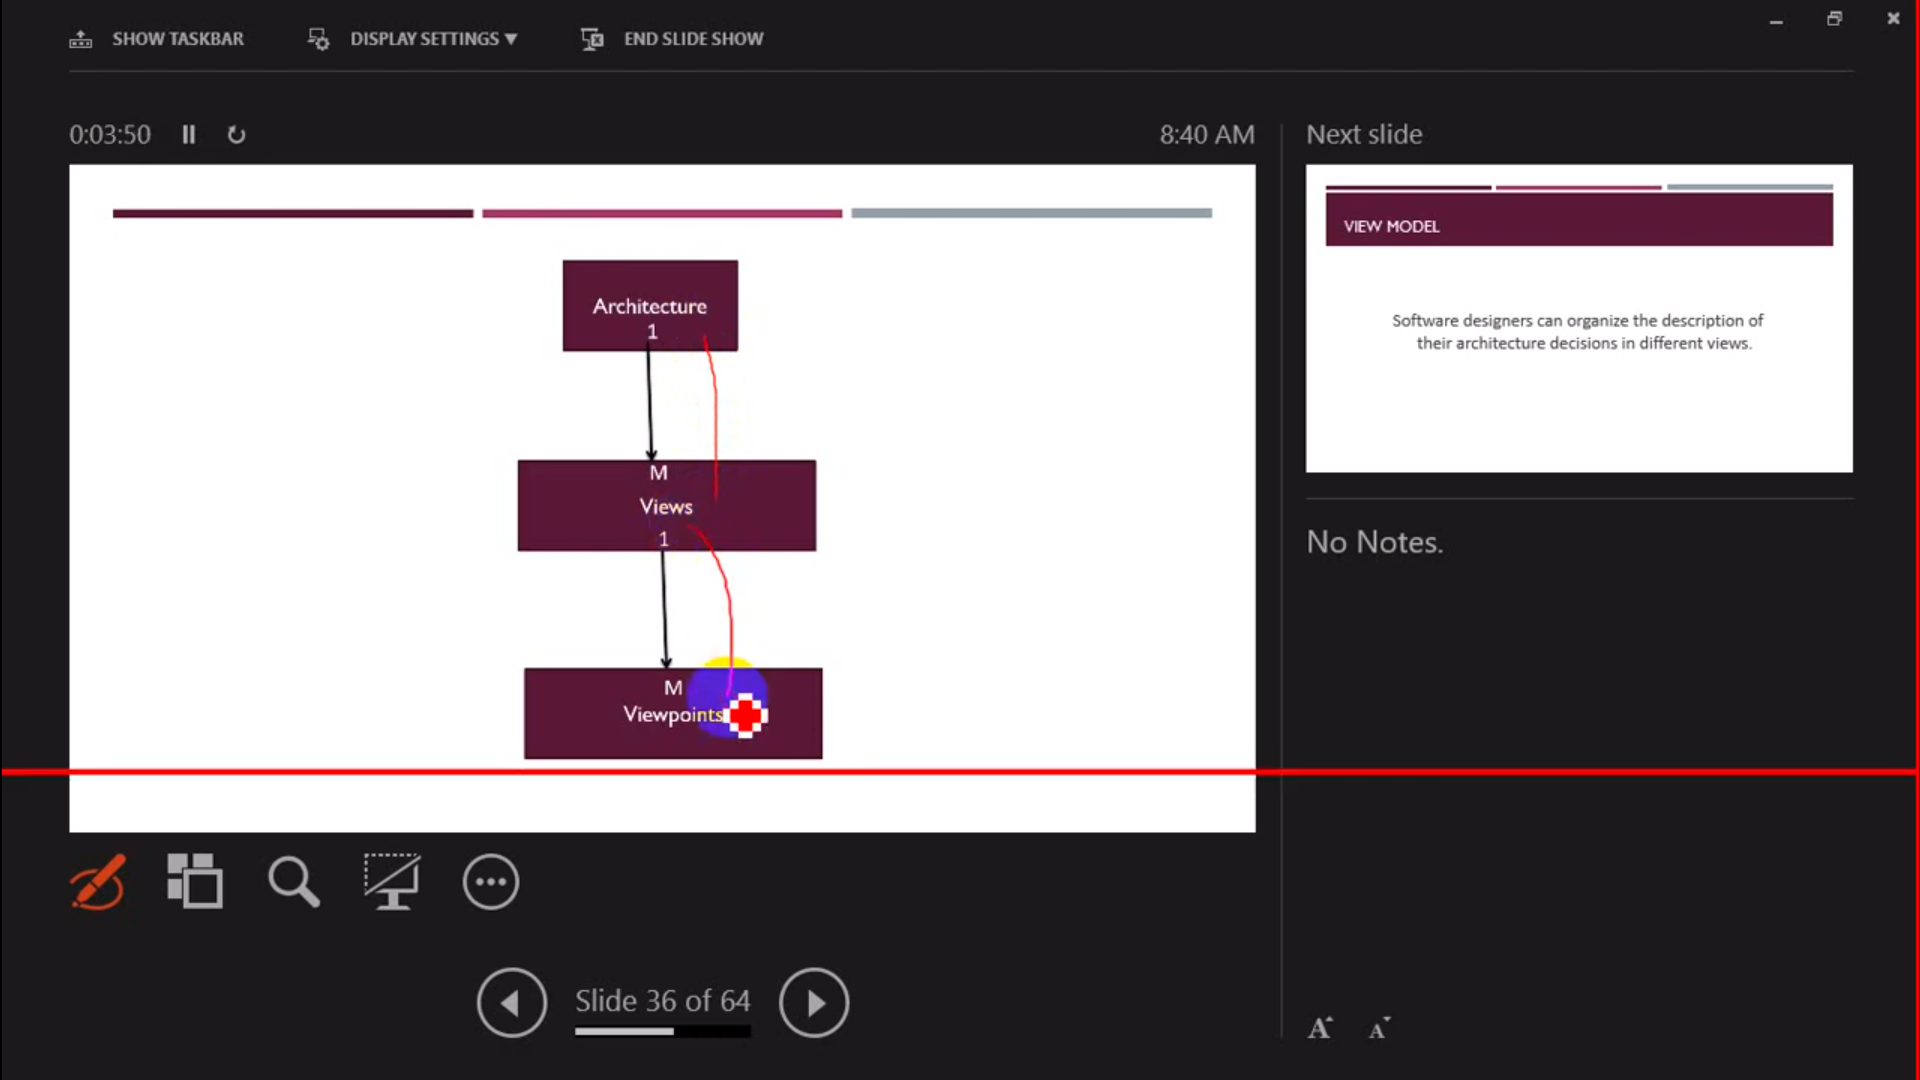 SHOW TASKBAR
DISPLAY SETTINGS ▼
END SLIDE SHOW
0:03:50
8:40 AM
Architecture
1
M
Views
1
M
Viewpoints
Next slide
VIEW MODEL
Software designers can organize the description of
their architecture decisions in different views.
No Notes.
Slide 36 of 64
A
A